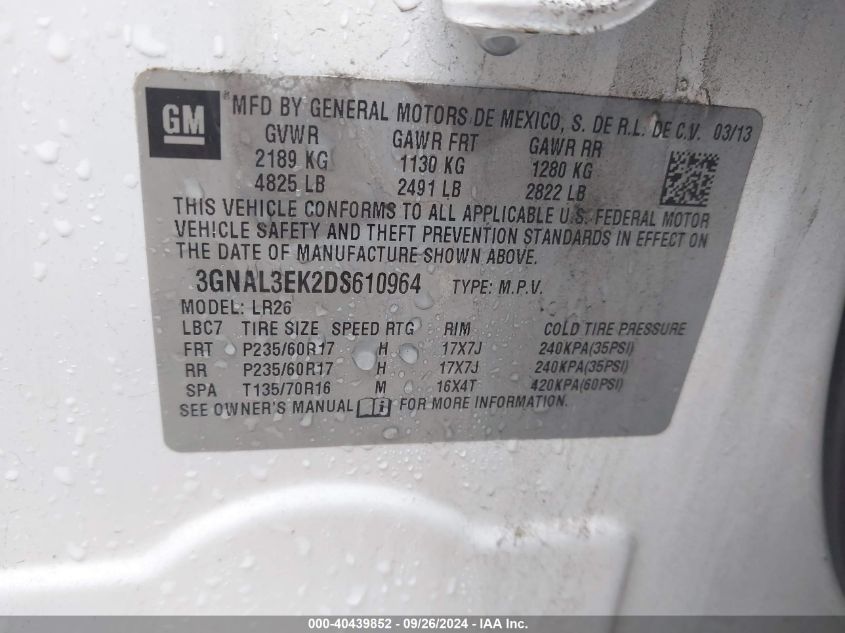 GM
®MFD BY GENERAL MOTORS DE MEXICO, S. DE R.L. DE C.V. 03/13
GVWR GAWR FRT GAWR RR
2189 KG 1130 KG 1280 KG
4825 LB 2491 LB 2822 LB
THIS VEHICLE CONFORMS TO ALL APPLICABLE U.S. FEDERAL MOTOR
VEHICLE SAFETY AND THEFT PREVENTION STANDARDS IN EFFECT ON
THE DATE OF MANUFACTURE SHOWN ABOVE.
3GNAL3EK2DS610964 TYPE: M.P.V.
MODEL: LR26
LBC7 TIRE SIZE SPEED RTG RIM COLD TIRE PRESSURE
FRT P235/60R17 H 17X7J 240KPA(35PSI)
RR P235/60R17 H 17X7J 240KPA(35PSI)
SPA T135/70R16 M 16X4T 420KPA(60PSI)
SEE OWNER'S MANUAL i FOR MORE INFORMATION.
000-40439852 - 09/26/2024 - IAA Inc.